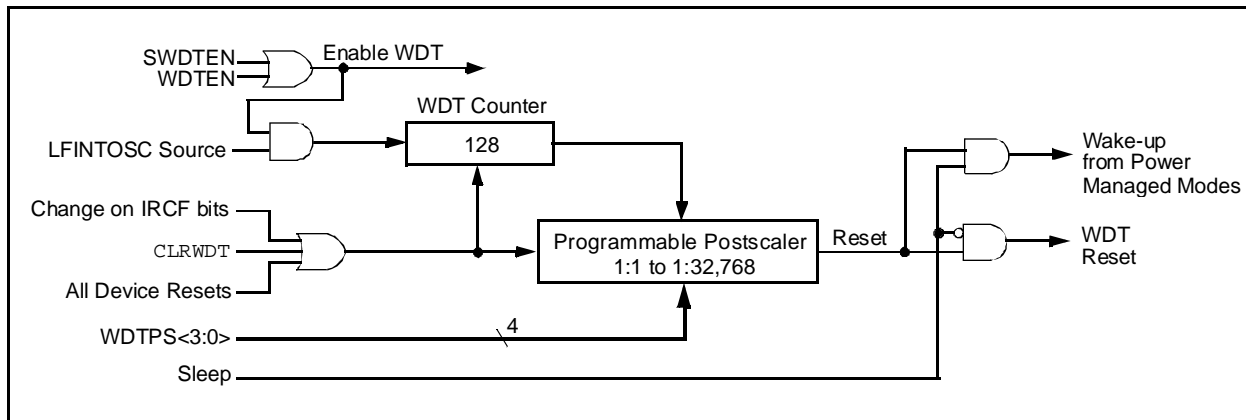 SWDTEN
WDTEN
Enable WDT
WDT Counter
128
LFINTOSC Source
Wake-up
from Power
Managed Modes
Change on IRCF bits
CLRWDT
All Device Resets
Programmable Postscaler
1:1 to 1:32,768
Reset
WDT
Reset
WDTPS<3:0>
4
Sleep